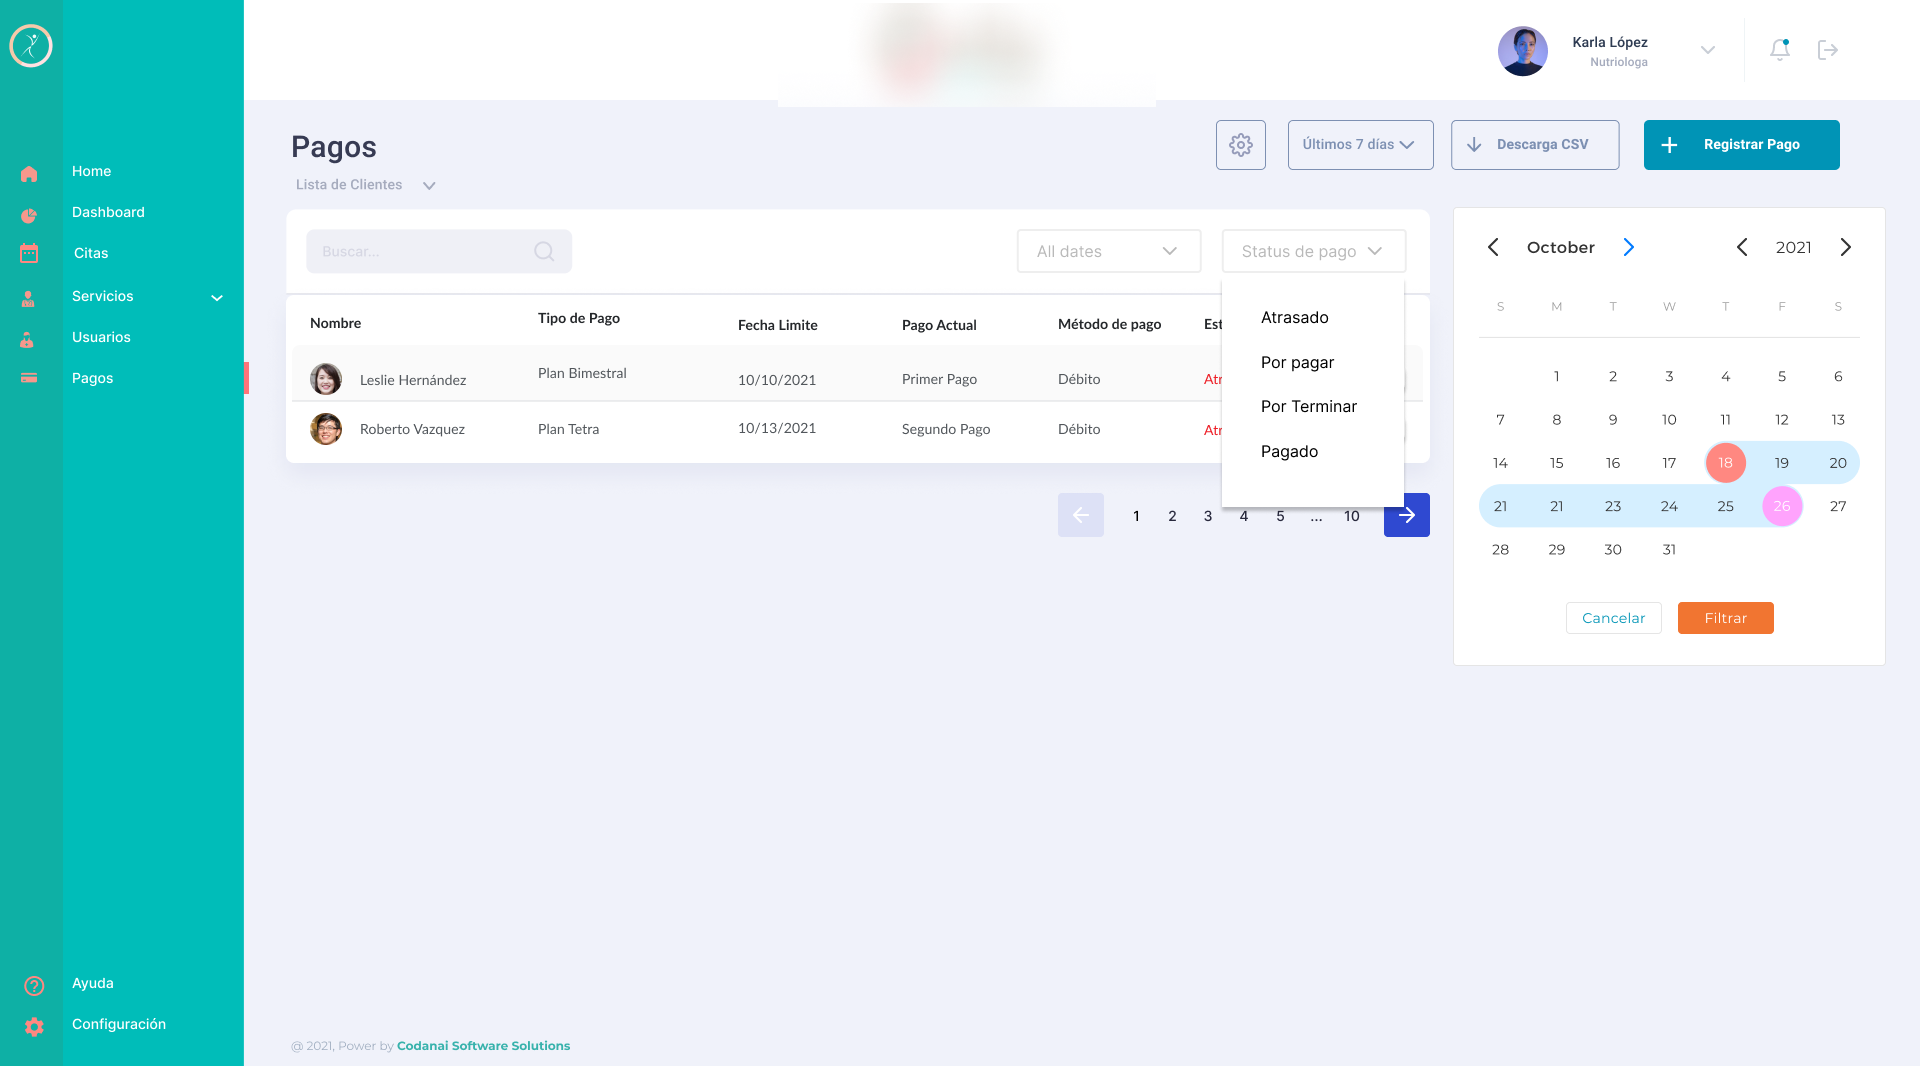 Karla López
Nutriologa
Home
Dashboard
Citas
Servicios
Usuarios
Pagos
Ayuda
Configuración
Pagos
Lista de Clientes
Últimos 7 días
Descarga CSV
Registrar Pago
Buscar...
All dates
Status de pago
Atrasado
Por pagar
Por Terminar
Pagado
Nombre Tipo de Pago Fecha Limite Pago Actual Método de pago Est
Leslie Hernández Plan Bimestral 10/10/2021 Primer Pago Débito Atr
Roberto Vazquez Plan Tetra 10/13/2021 Segundo Pago Débito Atr
1 2 3 4 5 ... 10
October 2021
S M T W T F S
1 2 3 4 5 6
7 8 9 10 11 12 13
14 15 16 17 18 19 20
21 21 23 24 25 26 27
28 29 30 31
Cancelar
Filtrar
@ 2021, Power by Codanai Software Solutions